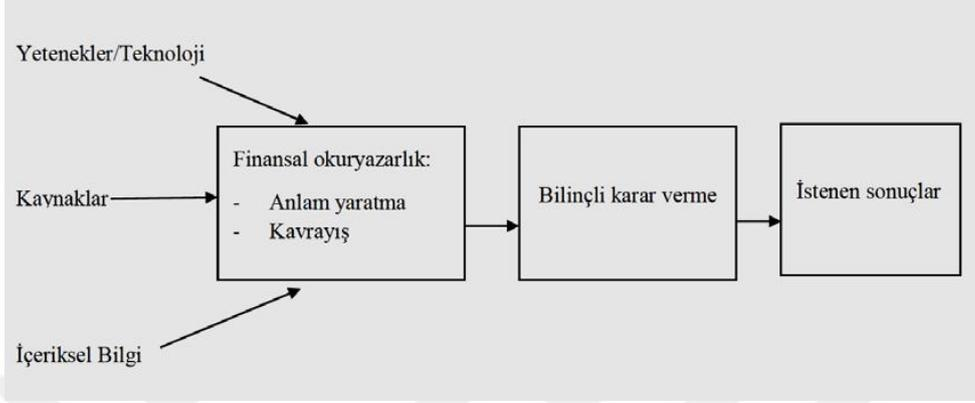 Yetenekler/Teknoloji
Finansal okuryazarlık:
- Anlam yaratma
- Kavrayış
Kaynaklar
Bilinçli karar verme
İstenen sonuçlar
İçeriksel Bilgi